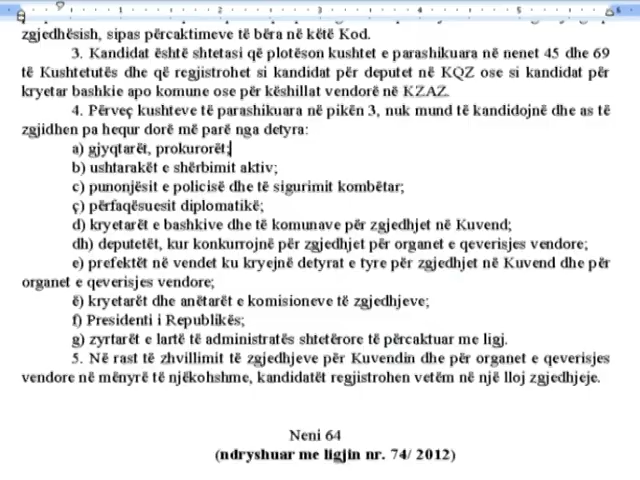 zgjedhësish, sipas përcaktimeve të bëra në këtë Kod.
3. Kandidat është shtetasi që plotëson kushtet e parashikuara në nenet 45 dhe 69
të Kushtetutës dhe që regjistrohet si kandidat për deputet në KQZ ose si kandidat për
kryetar bashkie apo komune ose për këshillat vendorë në KZAZ.
4. Përveç kushteve të parashikuara në pikën 3, nuk mund të kandidojnë dhe as të
zgjidhen pa hequr dorë më parë nga detyra:
a) gjyqtarët, prokurorët;
b) ushtarakët e shërbimit aktiv;
c) punonjësit e policisë dhe të sigurimit kombëtar;
ç) përfaqësuesit diplomatikë;
d) kryetarët e bashkive dhe të komunave për zgjedhjet në Kuvend;
dh) deputetët, kur konkurrojnë për zgjedhjet për organet e qeverisjes vendore;
e) prefektët në vendet ku kryejnë detyrat e tyre për zgjedhjet në Kuvend dhe për
organet e qeverisjes vendore;
ë) kryetarët dhe anëtarët e komisioneve të zgjedhjeve;
f) Presidenti i Republikës;
g) zyrtarët e lartë të administratës shtetërore të përcaktuar me ligj.
5. Në rast të zhvillimit të zgjedhjeve për Kuvendin dhe për organet e qeverisjes
vendore në mënyrë të njëkohshme, kandidatët regjistrohen vetëm në një lloj zgjedhjeje.
Neni 64
(ndryshuar me ligjin nr. 74/ 2012)